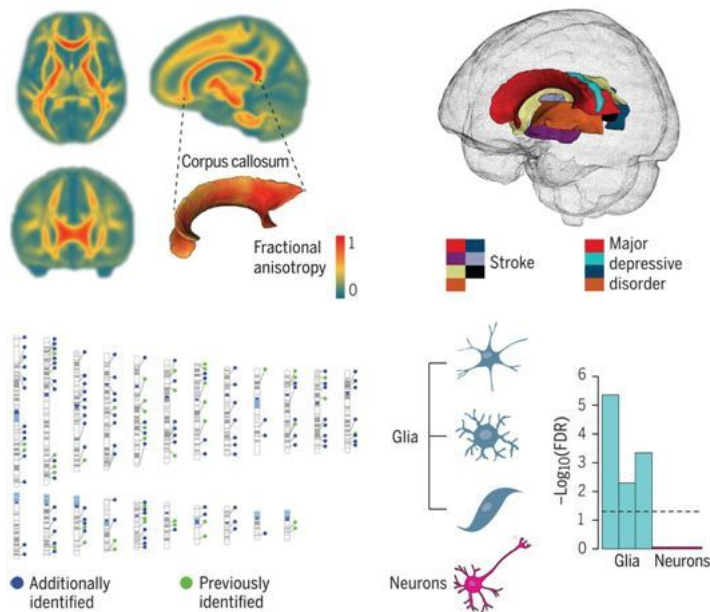 Corpus callosum
Fractional
anisotropy
1
0
Stroke
Major
depressive
disorder
Additionally
identified
Previously
identified
Glia
Neurons
–Log10(FDR)
6
5
4
3
2
1
0
Glia
Neurons